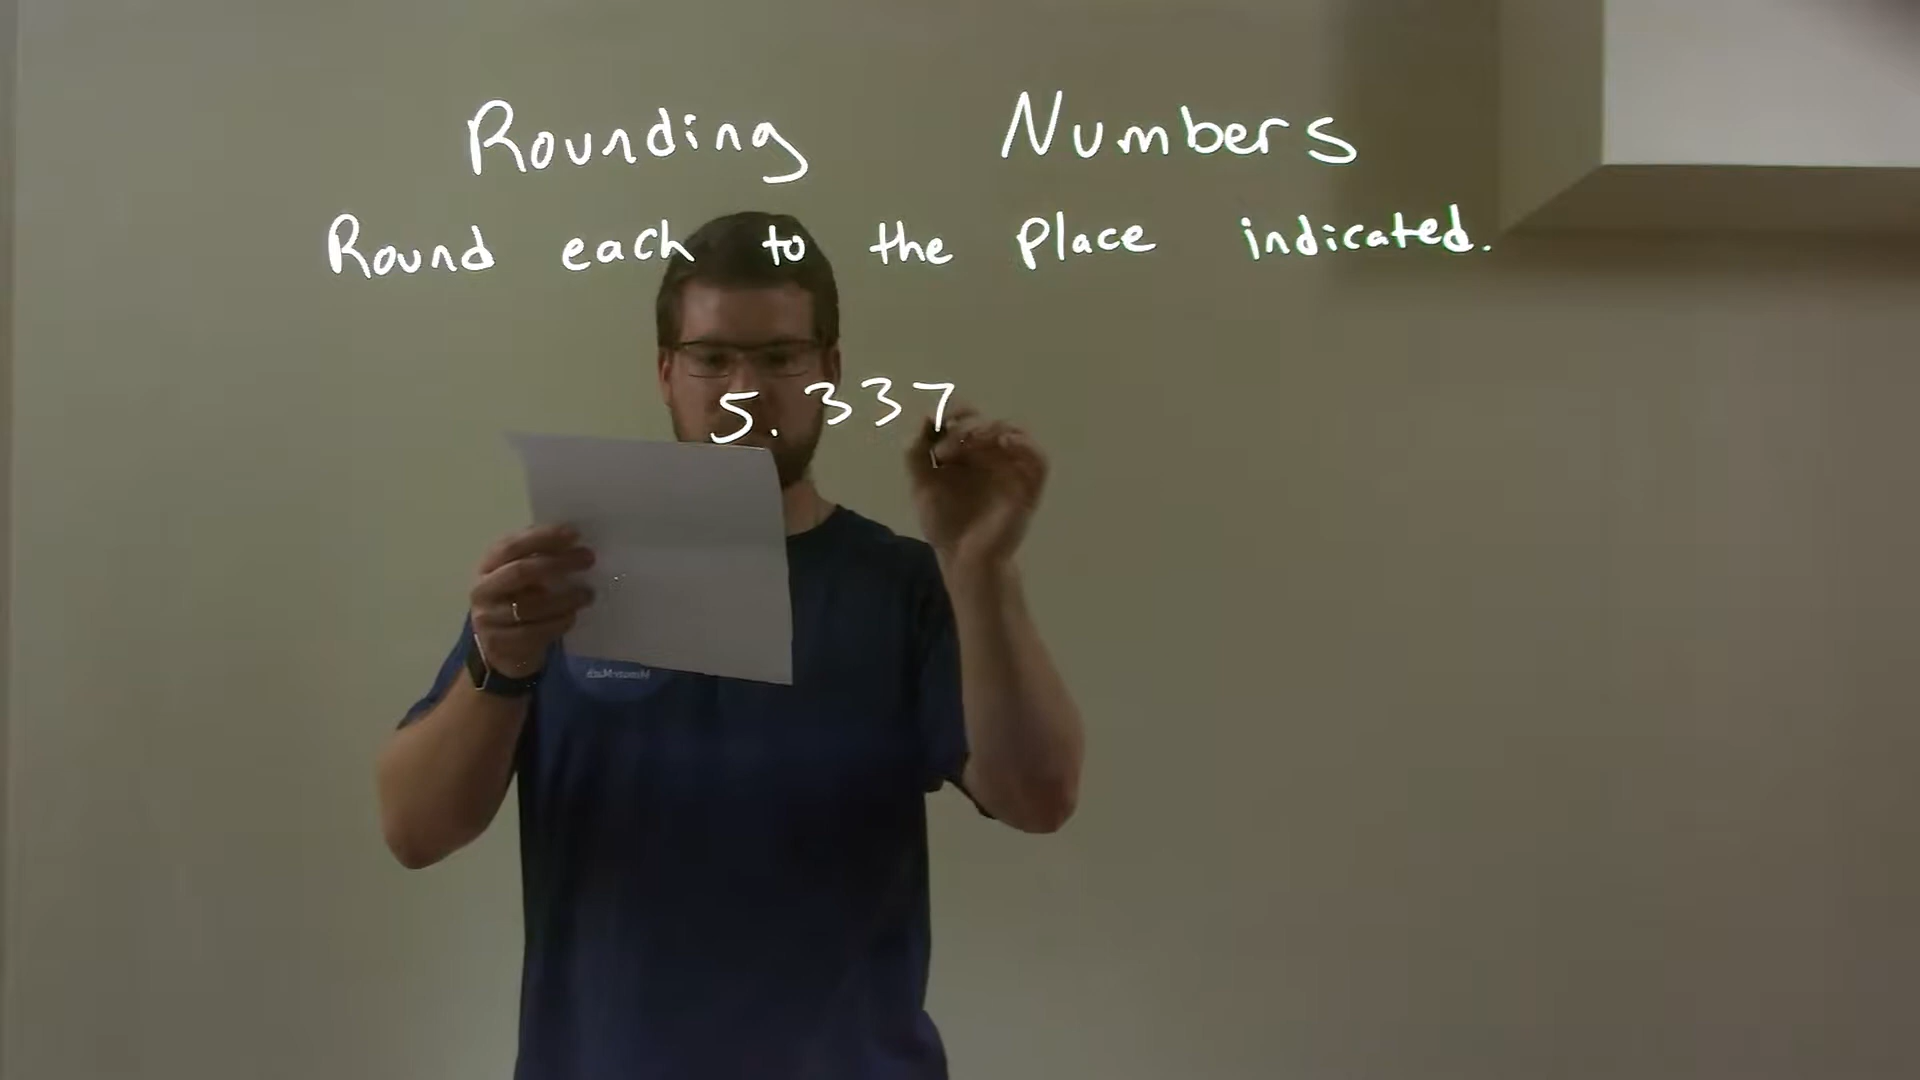 Rounding Numbers
Round each to the place indicated.
5.337